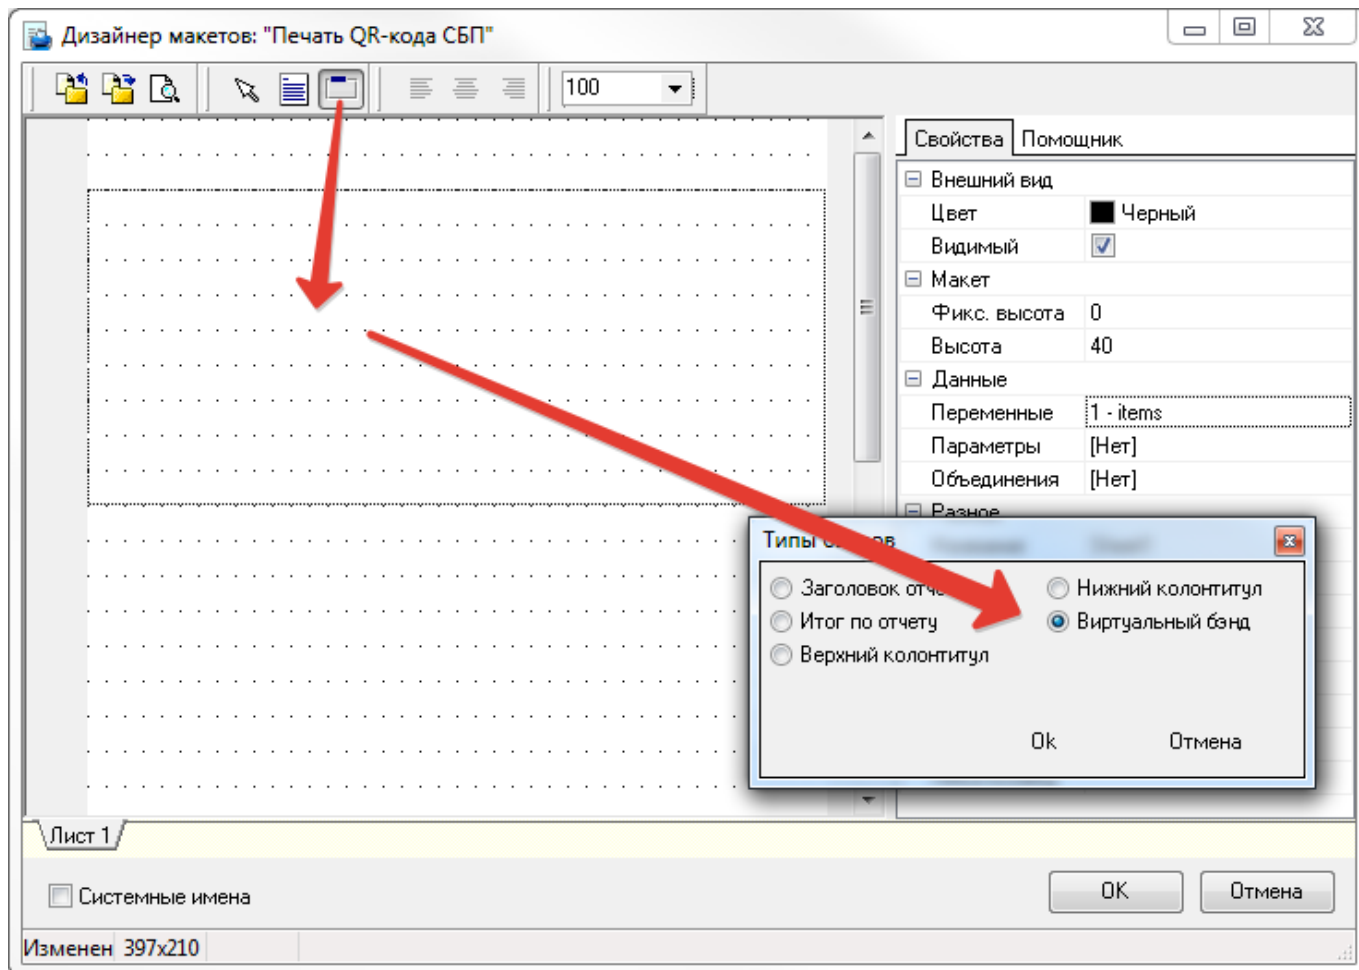 Дизайнер макетов: "Печать QR-кода СБП"
100
Свойства Помощник
Внешний вид
Цвет Черный
Видимый
Макет
Фикс. высота 0
Высота 40
Данные
Переменные 1 - items
Параметры [Нет]
Объединения [Нет]
Разное
Типы
Заголовок Нижний колонтитул
Итог по отчету Виртуальный бэнд
Верхний колонтитул
Ok Отмена
Лист 1
Системные имена
OK Отмена
Изменен 397x210